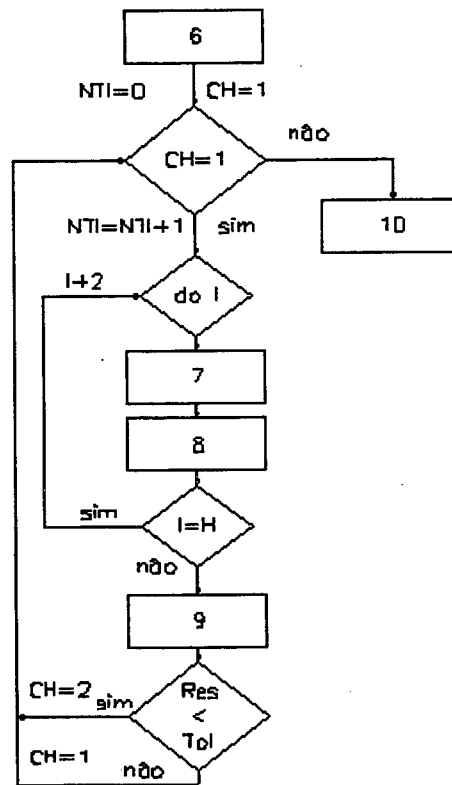 6
NTI=0 CH=1
CH=1
não
10
NTI=NTI+1 sim
I+2
do I
7
8
sim
I=H
não
9
CH=2 sim
Res
<
Tol
CH=1 não